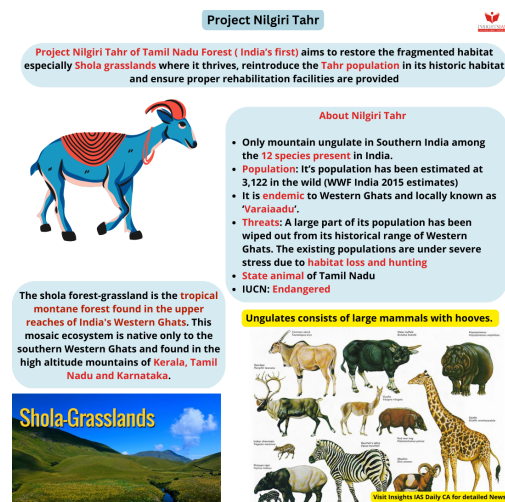 Project Nilgiri Tahr
Project Nilgiri Tahr of Tamil Nadu Forest ( India's first) aims to restore the fragmented habitat
especially Shola grasslands where it thrives, reintroduce the Tahr population in its historic habitat
and ensure proper rehabilitation facilities are provided
About Nilgiri Tahr
• Only mountain ungulate in Southern India among
the 12 species present in India.
• Population: It's population has been estimated at
3,122 in the wild (WWF India 2015 estimates)
• It is endemic to Western Ghats and locally known as
'Varaiaadu'.
• Threats: A large part of its population has been
wiped out from its historical range of Western
Ghats. The existing populations are under severe
stress due to habitat loss and hunting
• State animal of Tamil Nadu
• IUCN: Endangered
The shola forest-grassland is the tropical
montane forest found in the upper
reaches of India's Western Ghats. This
mosaic ecosystem is native only to the
southern Western Ghats and found in the
high altitude mountains of Kerala, Tamil
Nadu and Karnataka.
Ungulates consists of large mammals with hooves.
Shola-Grasslands
Visit Insights IAS Daily CA for detailed News